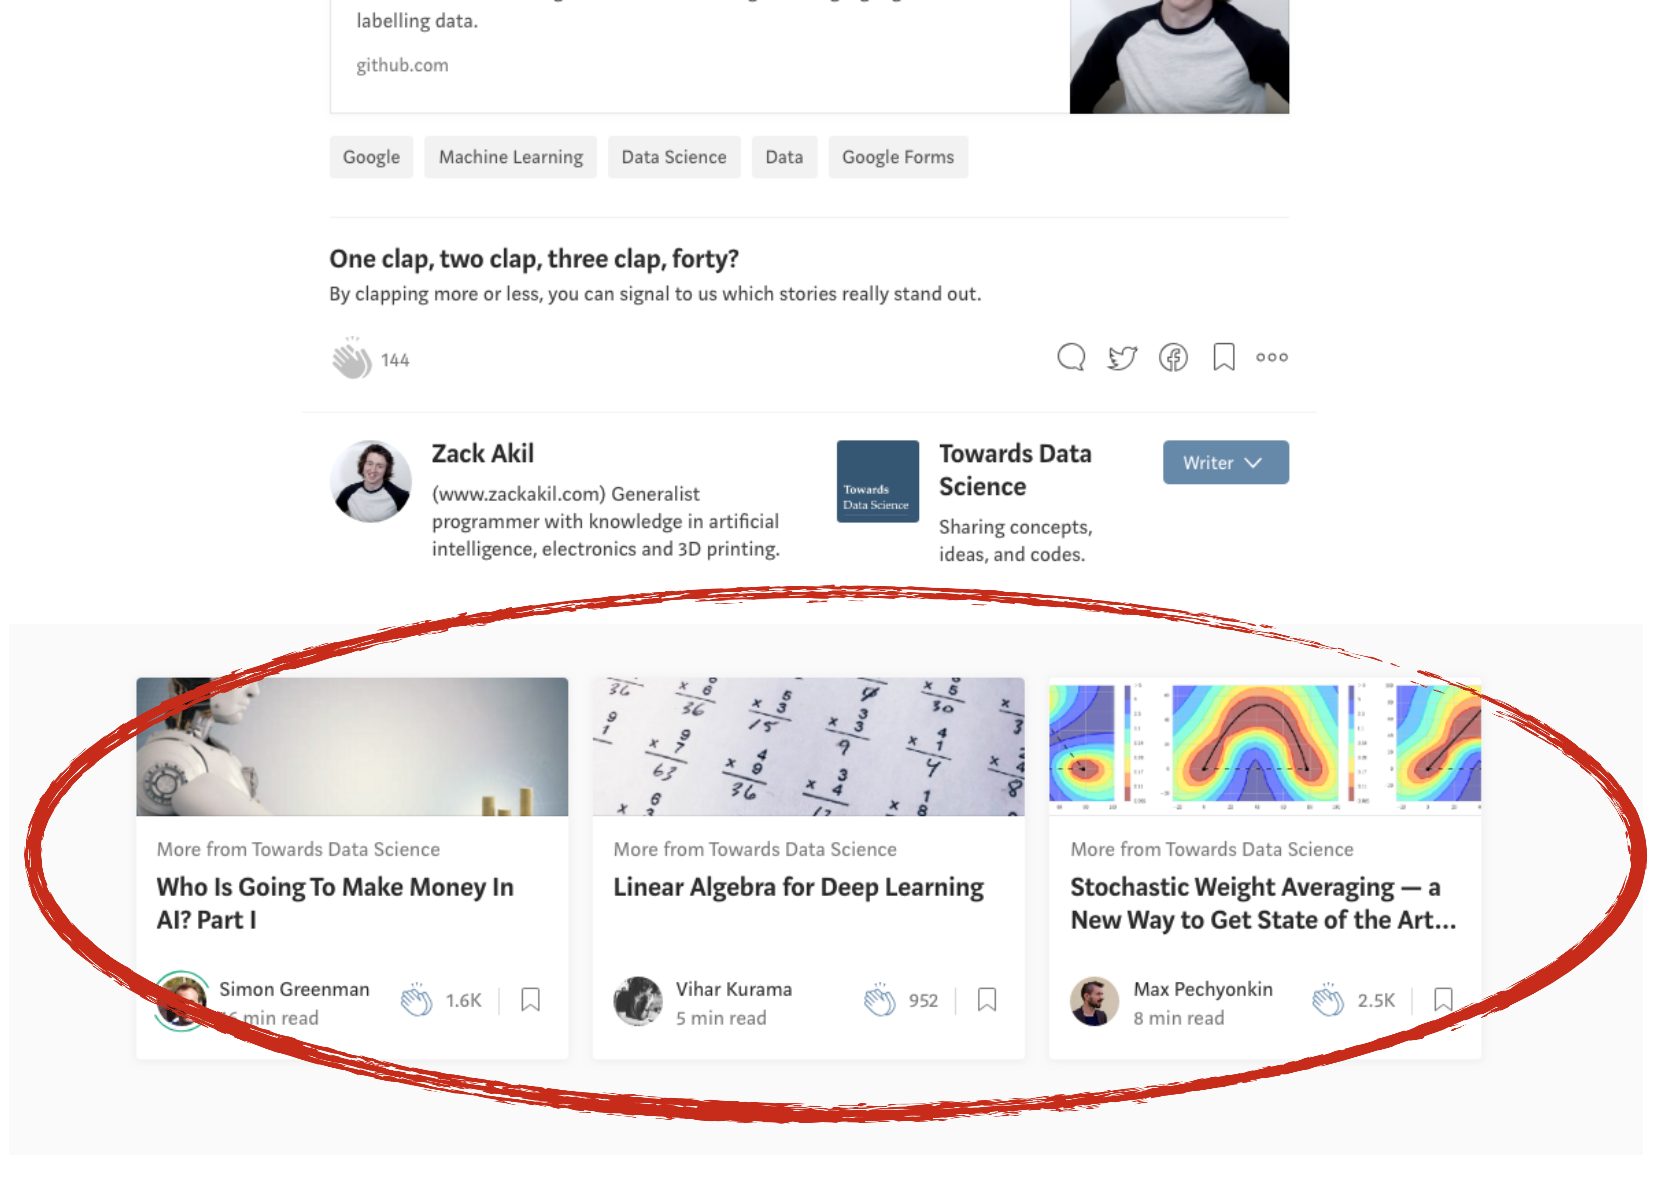 labelling data.
github.com
Google Machine Learning Data Science Data Google Forms
One clap, two clap, three clap, forty?
By clapping more or less, you can signal to us which stories really stand out.
144
Zack Akil
(www.zackakil.com) Generalist
programmer with knowledge in artificial
intelligence, electronics and 3D printing.
Towards
Data Science
Towards Data
Science
Sharing concepts,
ideas, and codes.
Writer
More from Towards Data Science
Who Is Going To Make Money In
AI? Part I
Simon Greenman
min read
1.6K
More from Towards Data Science
Linear Algebra for Deep Learning
Vihar Kurama
5 min read
952
More from Towards Data Science
Stochastic Weight Averaging — a
New Way to Get State of the Art...
Max Pechyonkin
8 min read
2.5K